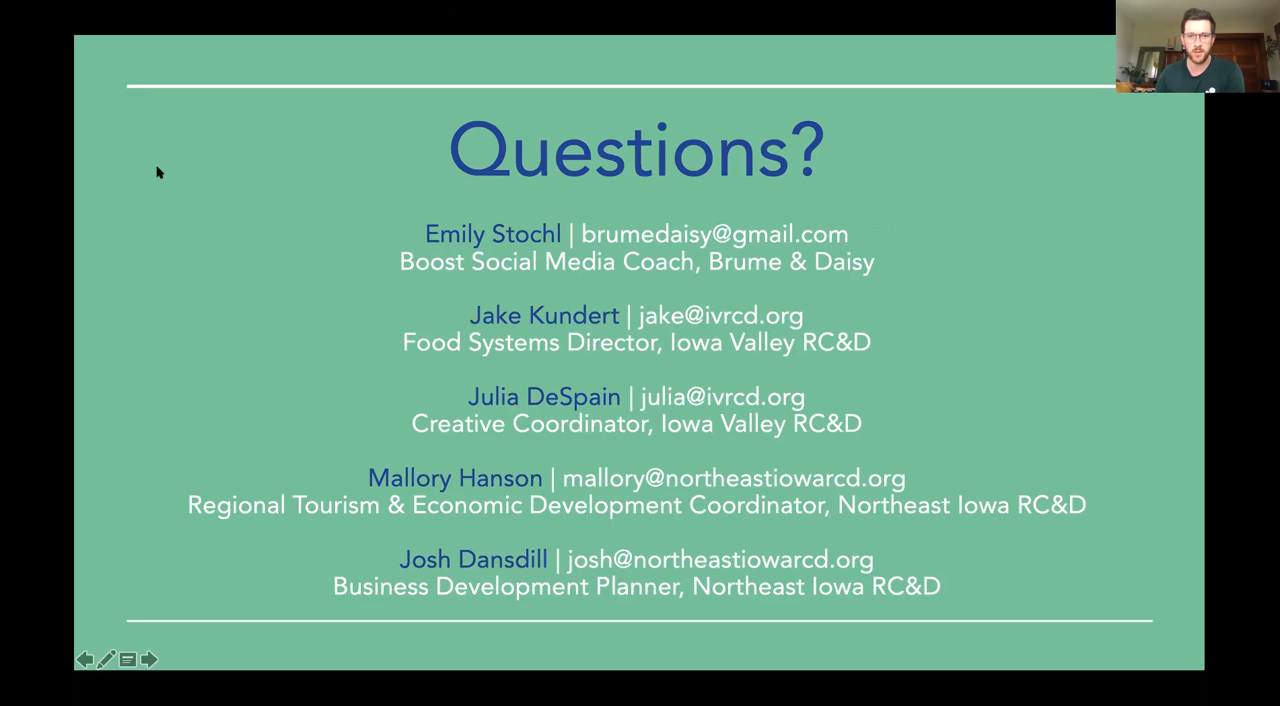 Questions?
Emily Stochl | brumedaisy@gmail.com
Boost Social Media Coach, Brume & Daisy
Jake Kundert | jake@ivrcd.org
Food Systems Director, Iowa Valley RC&D
Julia DeSpain | julia@ivrcd.org
Creative Coordinator, Iowa Valley RC&D
Mallory Hanson | mallory@northeastiowarcd.org
Regional Tourism & Economic Development Coordinator, Northeast Iowa RC&D
Josh Dansdill | josh@northeastiowarcd.org
Business Development Planner, Northeast Iowa RC&D